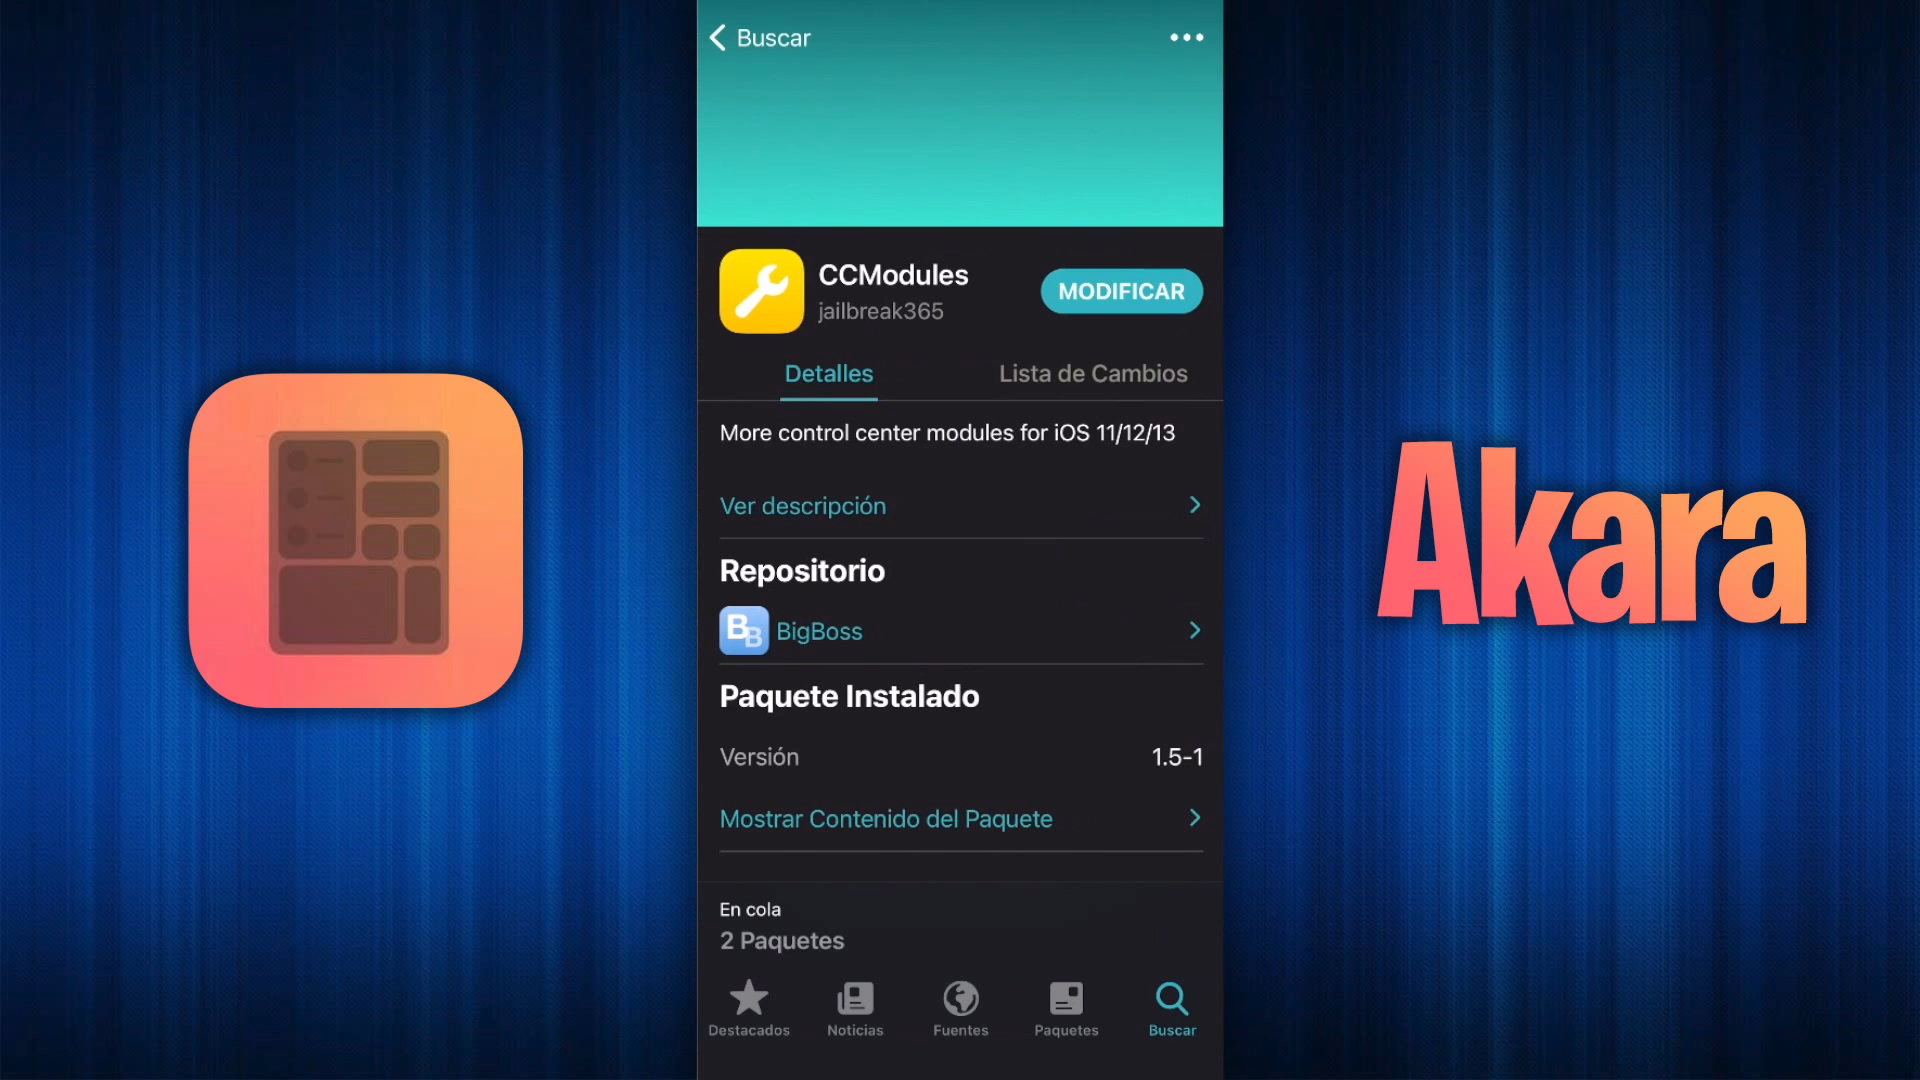 Buscar
CCModules
jailbreak365
MODIFICAR
Detalles
Lista de Cambios
More control center modules for iOS 11/12/13
Ver descripción
Repositorio
BB
BigBoss
Paquete Instalado
Versión
1.5-1
Mostrar Contenido del Paquete
En cola
2 Paquetes
Destacados
Noticias
Fuentes
Paquetes
Buscar
Akara